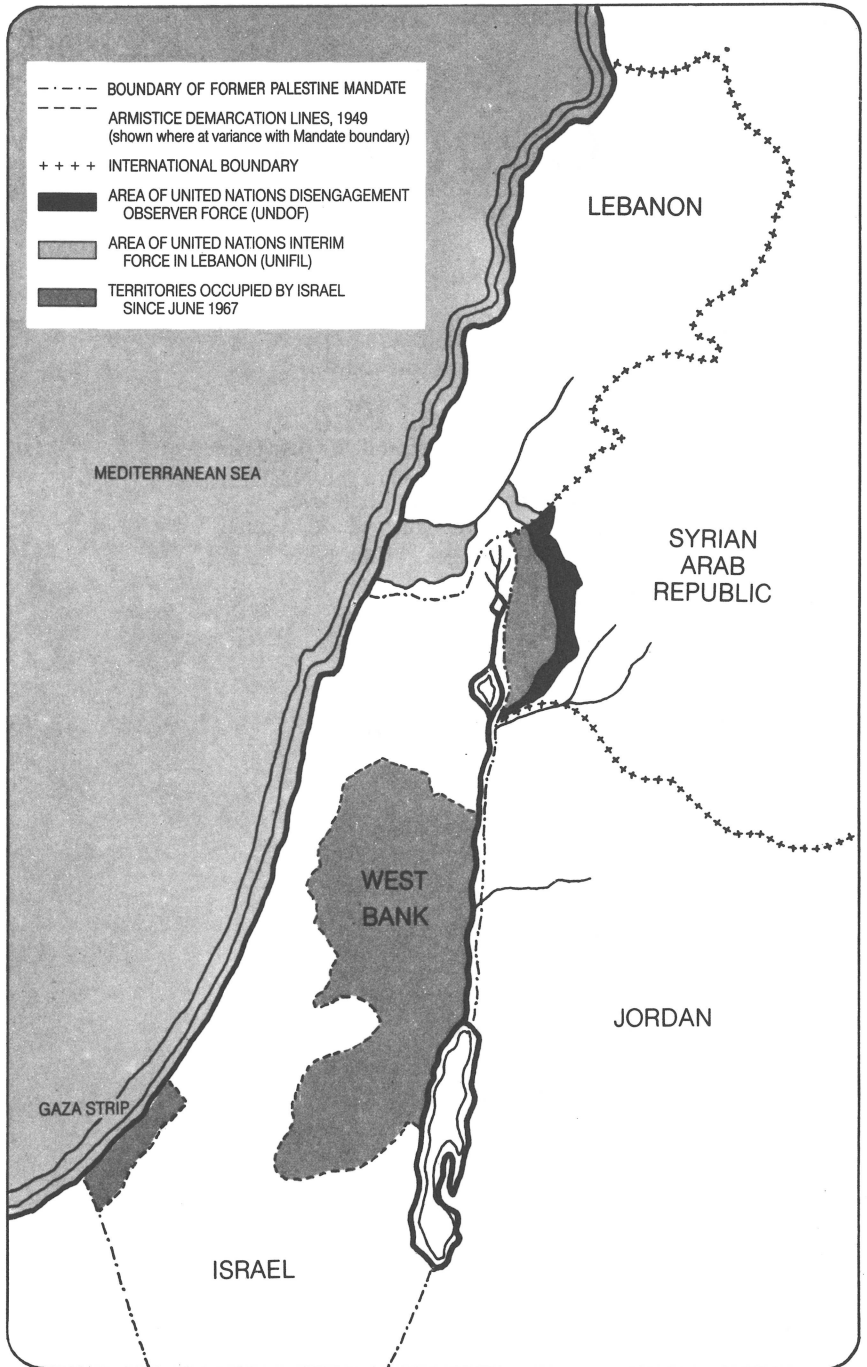 BOUNDARY OF FORMER PALESTINE MANDATE
ARMISTICE DEMARCATION LINES, 1949
(shown where at variance with Mandate boundary)
INTERNATIONAL BOUNDARY
AREA OF UNITED NATIONS DISENGAGEMENT
OBSERVER FORCE (UNDOF)
AREA OF UNITED NATIONS INTERIM
FORCE IN LEBANON (UNIFIL)
TERRITORIES OCCUPIED BY ISRAEL
SINCE JUNE 1967
LEBANON
MEDITERRANEAN SEA
SYRIAN
ARAB
REPUBLIC
WEST
BANK
JORDAN
GAZA STRIP
ISRAEL